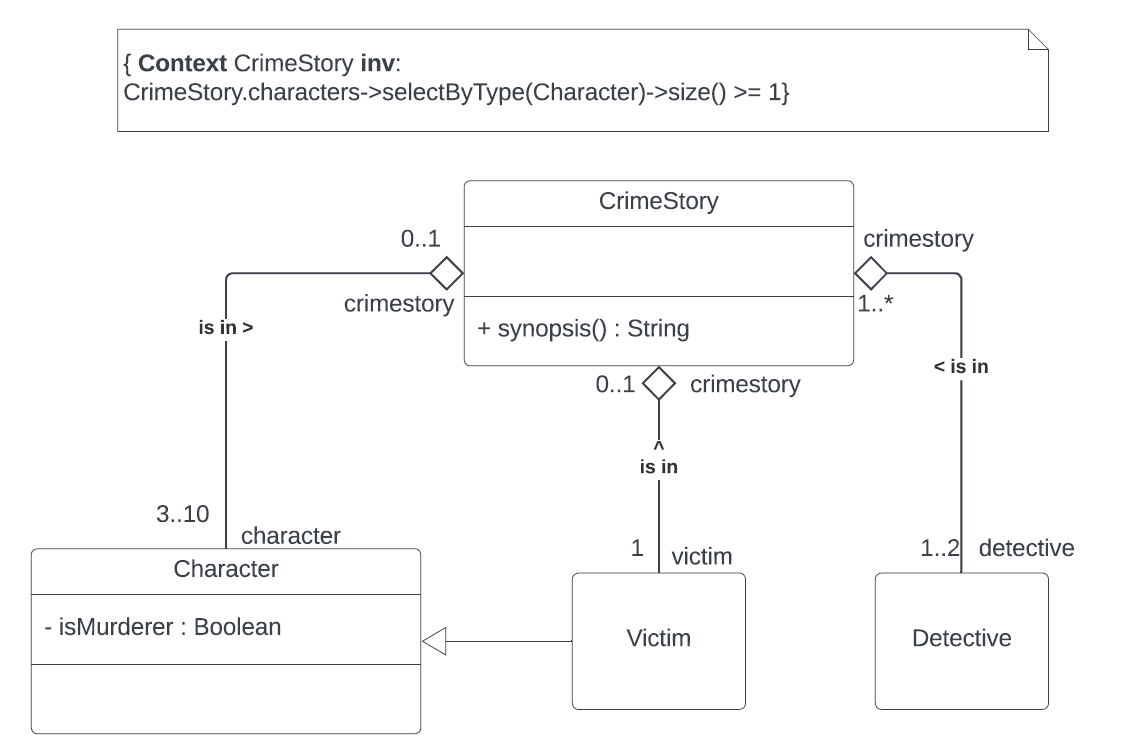 { Context CrimeStory inv:
CrimeStory.characters->selectByType(Character)->size() >= 1}
CrimeStory
0..1
crimestory
crimestory
1..*
is in >
+ synopsis() : String
0..1
crimestory
< is in
^
is in
3..10
character
1
victim
1..2
detective
Character
- isMurderer : Boolean
Victim
Detective